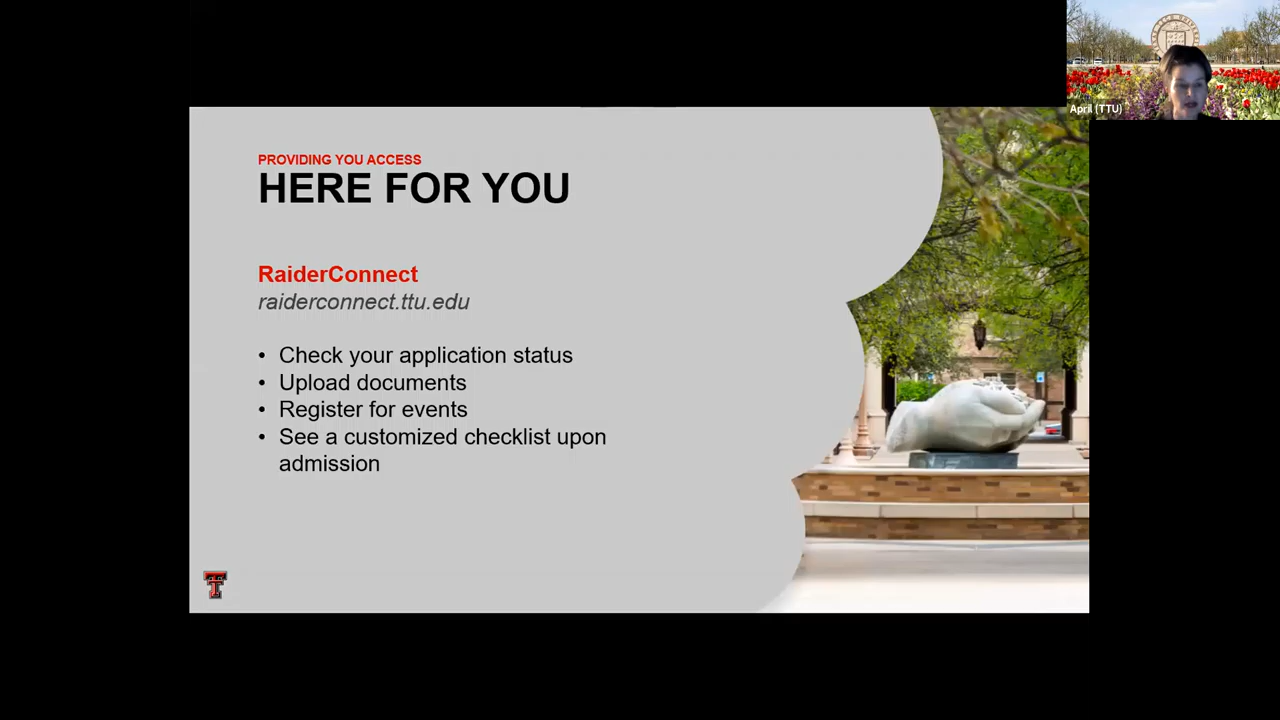 April (TTU)
PROVIDING YOU ACCESS
HERE FOR YOU
RaiderConnect
raiderconnect.ttu.edu
• Check your application status
• Upload documents
• Register for events
• See a customized checklist upon
admission